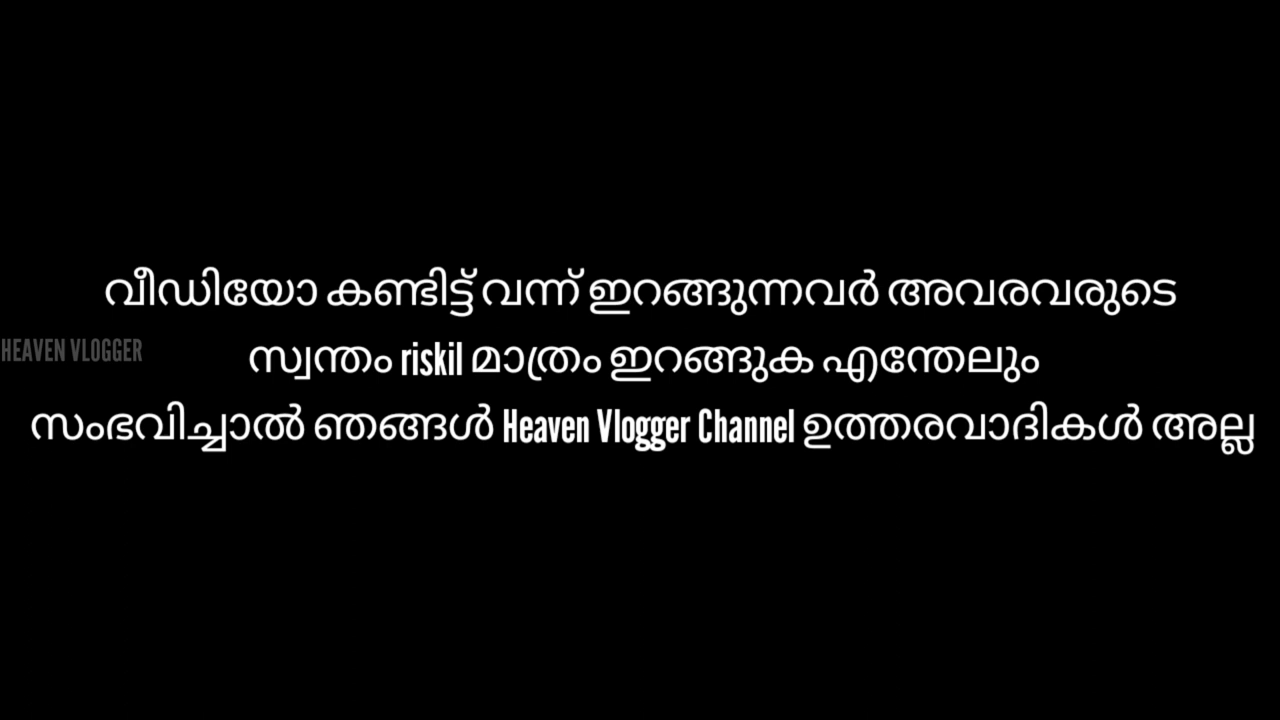 വീഡിയോ കണ്ടിട്ട് വന്ന് ഇറങ്ങുന്നവർ അവരവരുടെ
HEAVEN VLOGGER
സ്വന്തം riskil മാത്രം ഇറങ്ങുക എന്തേലും
സംഭവിച്ചാൽ ഞങ്ങൾ Heaven Vlogger Channel ഉത്തരവാദികൾ അല്ല